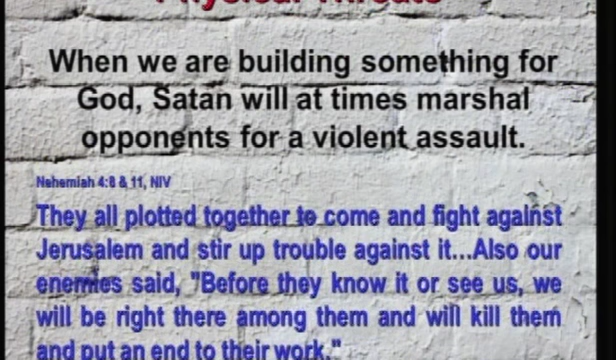 Physical Threats
When we are building something for
God, Satan will at times marshal
opponents for a violent assault.
Nehemiah 4:8 & 11, NIV
They all plotted together to come and fight against
Jerusalem and stir up trouble against it...Also our
enemies said, "Before they know it or see us, we
will be right there among them and will kill them
and put an end to their work."